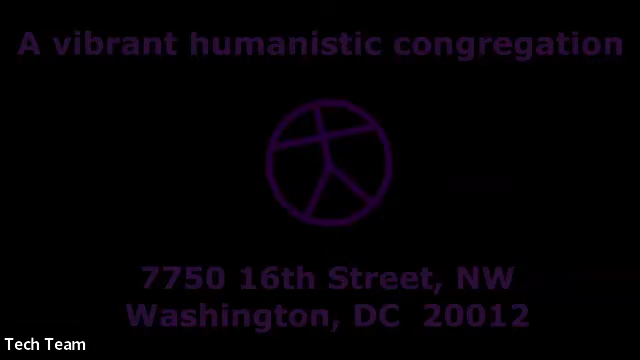 A vibrant humanistic congregation
7750 16th Street, NW
Washington, DC  20012
Tech Team